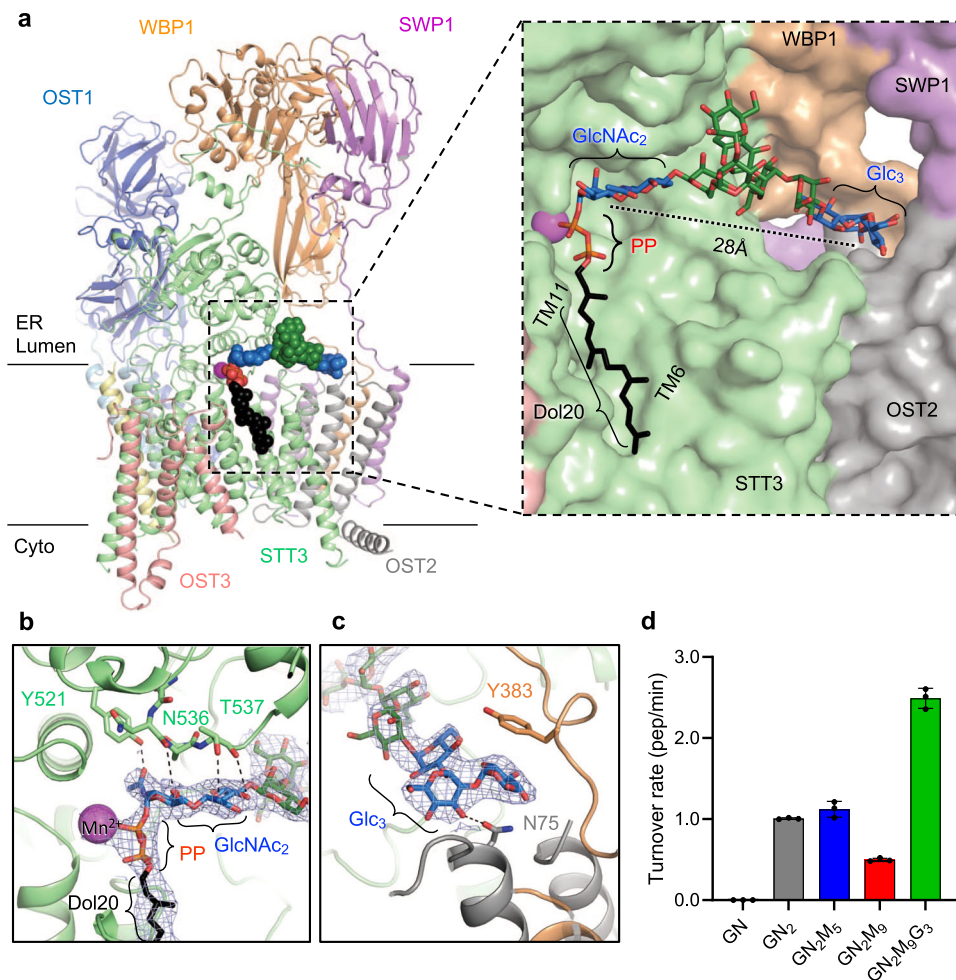 a
WBP1
SWP1
OST1
ER
Lumen
Cyto
OST3
STT3
OST2
WBP1
SWP1
GlcNAc₂
Glc₃
PP
28Å
TM11
TM6
Dol20
OST2
STT3
b
Y521
N536
T537
Mn²⁺
PP
GlcNAc₂
Dol20
c
Y383
Glc₃
N75
d
Turnover rate (pep/min)
3.0
2.0
1.0
0.0
GN
GN₂
GN₂M₅
GN₂M₉
GN₂M₉G₃